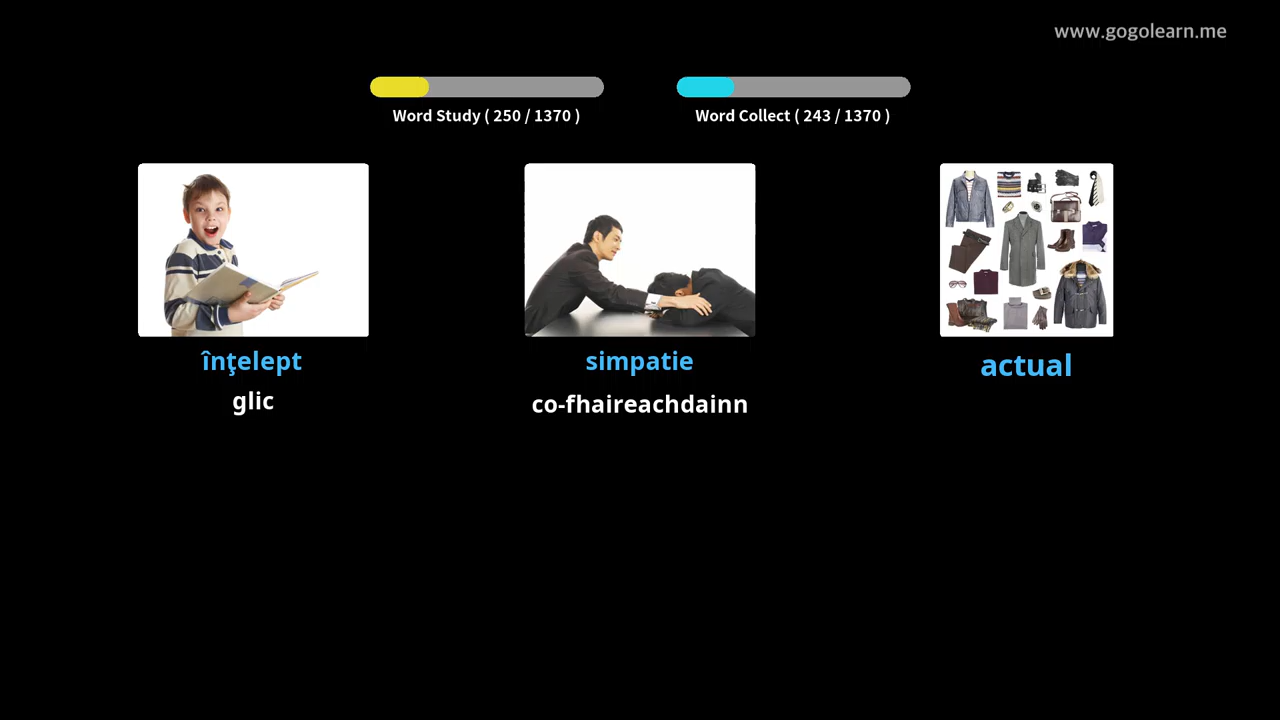 www.gogolearn.me
Word Study ( 250 / 1370 )
Word Collect ( 243 / 1370 )
înţelept
simpatie
actual
glic
co-fhaireachdainn